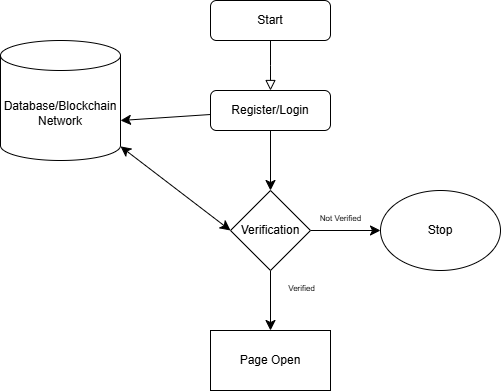 Start
Register/Login
Database/Blockchain
Network
Verification
Not Verified
Stop
Verified
Page Open